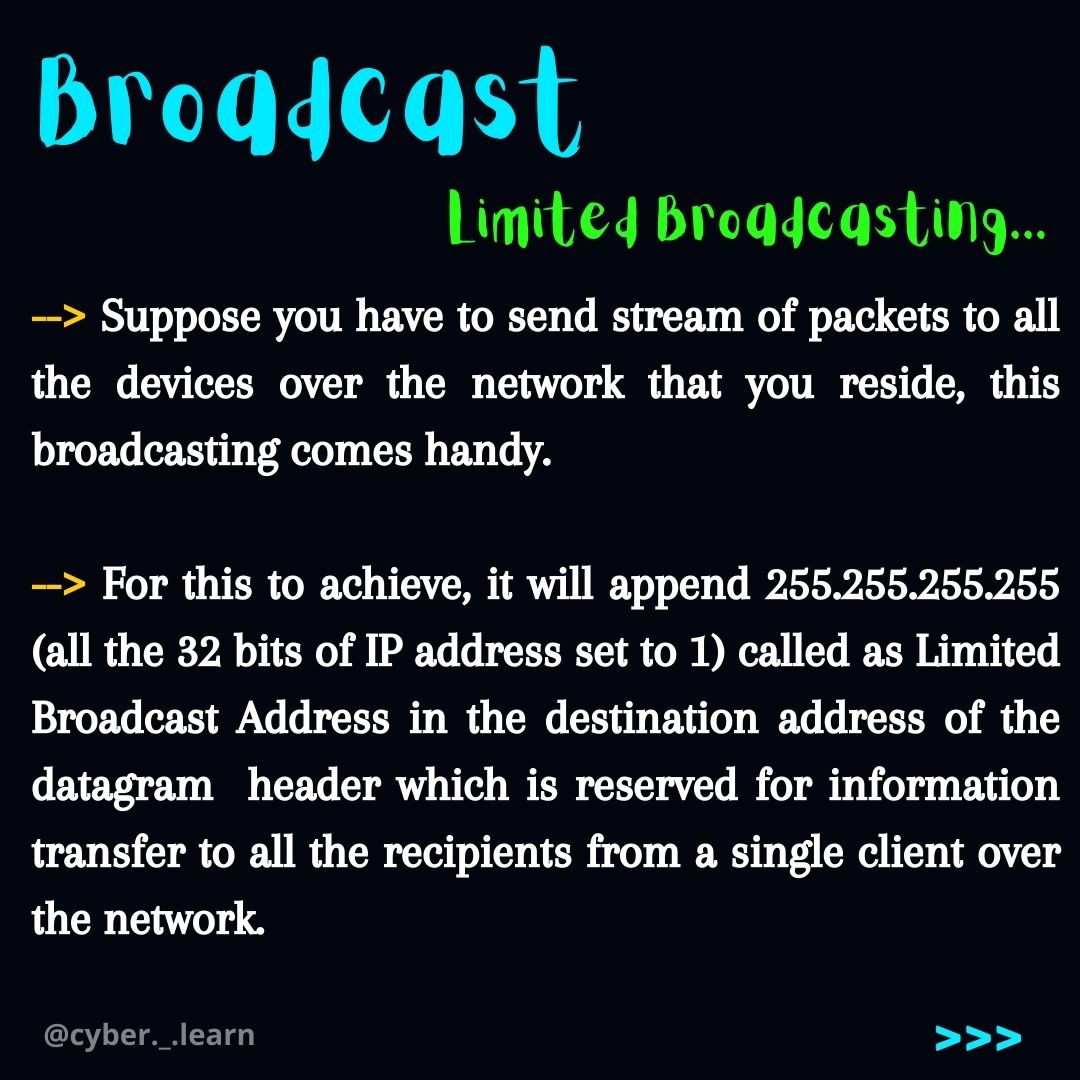 Broadcast
Limited Broadcasting...
--> Suppose you have to send stream of packets to all
the devices over the network that you reside, this
broadcasting comes handy.
--> For this to achieve, it will append 255.255.255.255
(all the 32 bits of IP address set to 1) called as Limited
Broadcast Address in the destination address of the
datagram header which is reserved for information
transfer to all the recipients from a single client over
the network.
@cyber._.learn
>>>